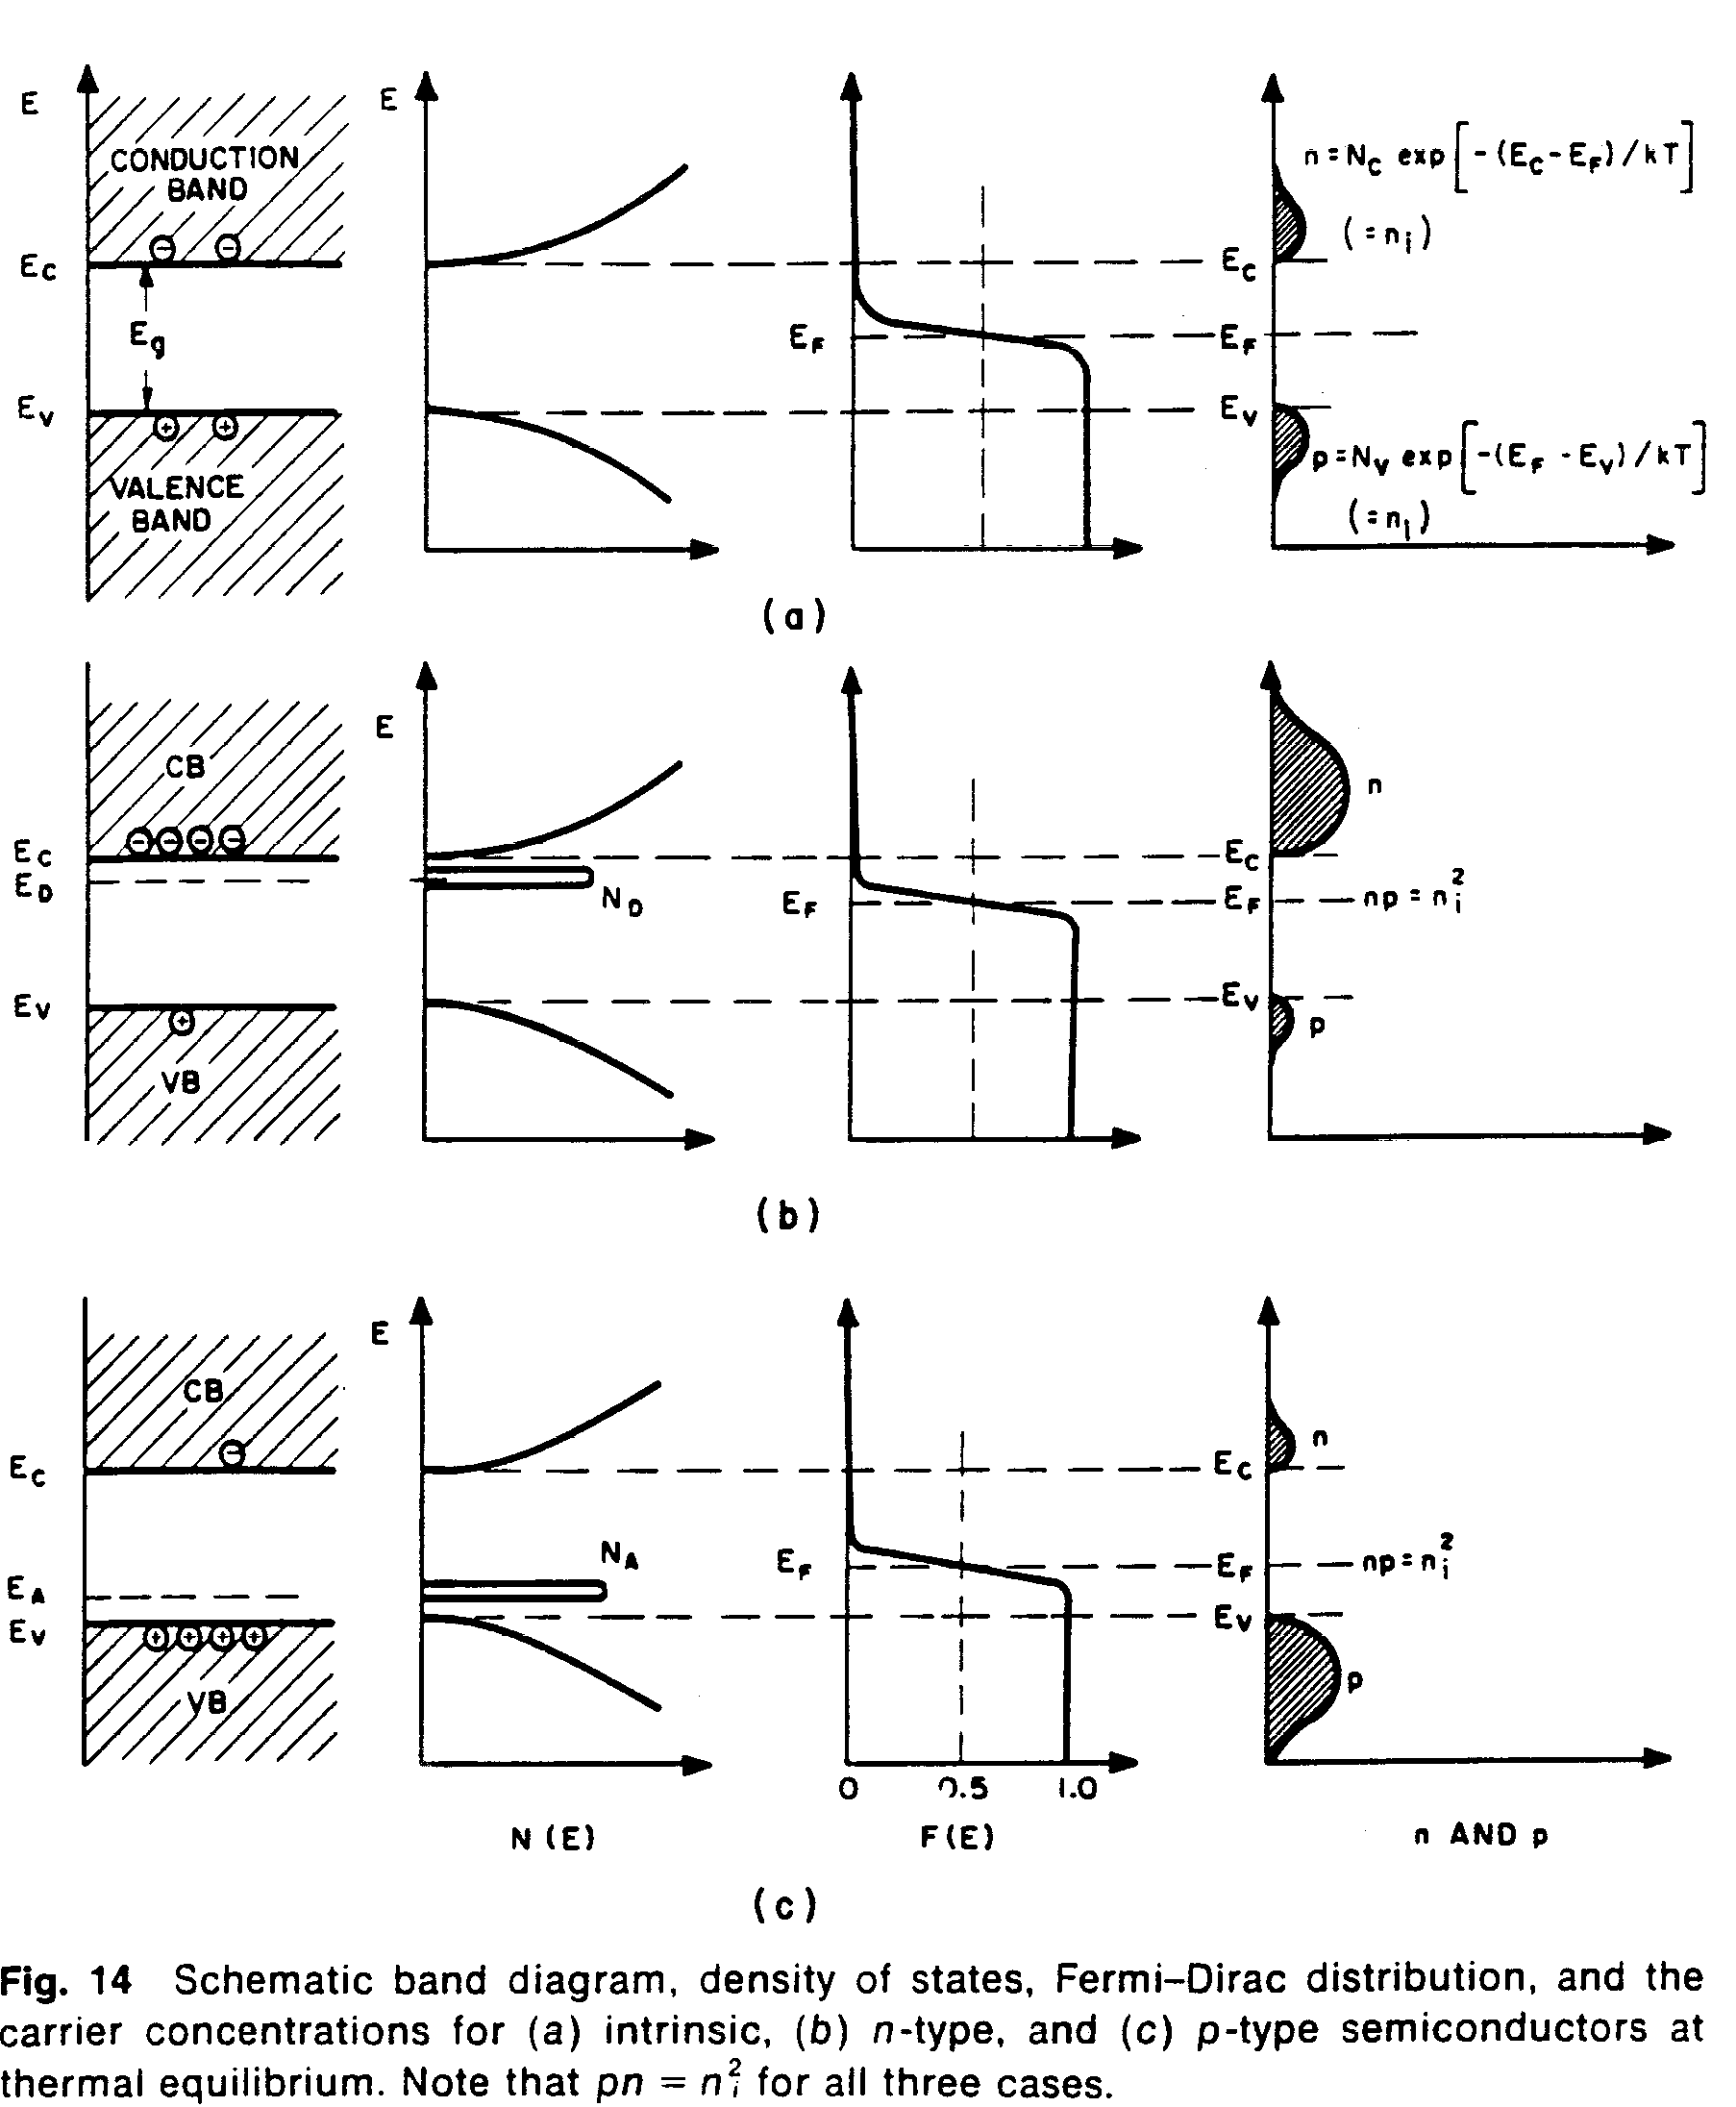 E
CONDUCTION
BAND
E_C
E_g
E_V
VALENCE
BAND
E
E_F
E_C
E_F
E_V
n = N_C exp[-(E_C - E_F)/kT]
(= n_i)
p = N_V exp[-(E_F - E_V)/kT]
(= n_i)
(a)
CB
E_C
E_D
E_V
VB
E
N_D
E_F
E_C
E_F
E_V
n
np = n_i^2
p
(b)
CB
E_C
E_A
E_V
VB
E
N_A
E_F
E_C
E_F
E_V
n
np = n_i^2
p
0 0.5 1.0
N(E) F(E) n AND p
(c)
Fig. 14 Schematic band diagram, density of states, Fermi–Dirac distribution, and the
carrier concentrations for (a) intrinsic, (b) n-type, and (c) p-type semiconductors at
thermal equilibrium. Note that pn = n_i^2 for all three cases.